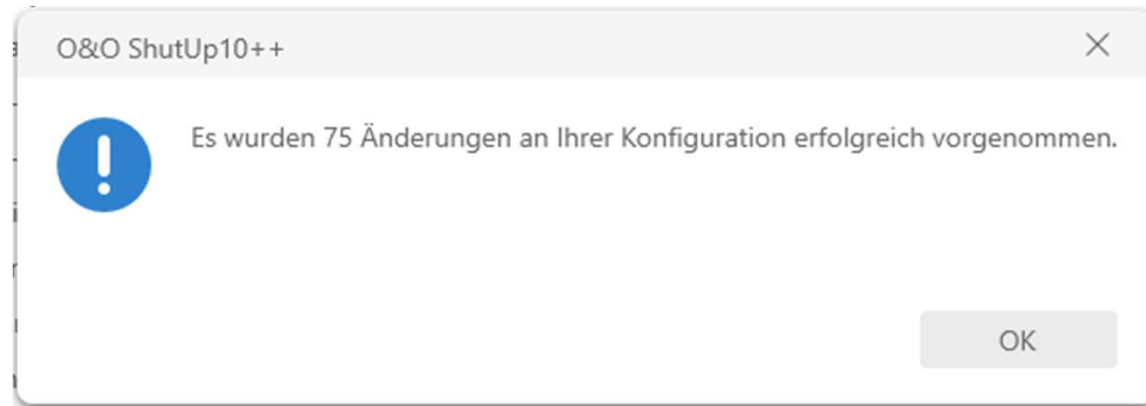 O&O ShutUp10++
Es wurden 75 Änderungen an Ihrer Konfiguration erfolgreich vorgenommen.
OK